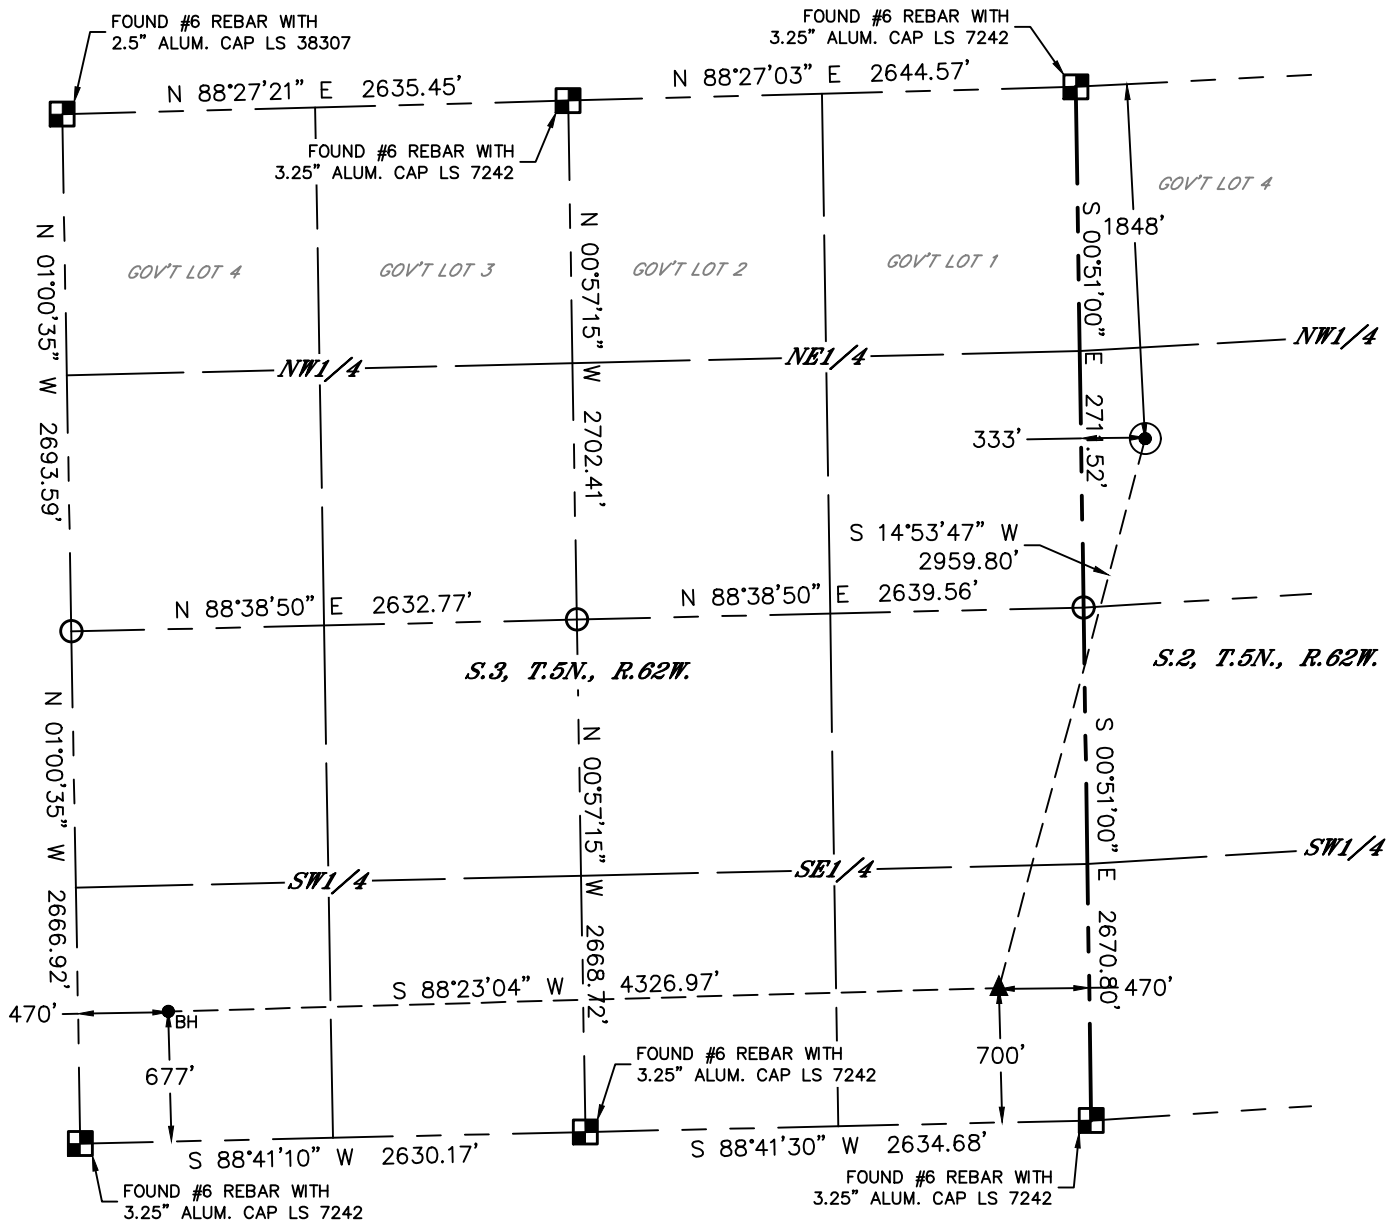 FOUND #6 REBAR WITH
2.5" ALUM. CAP LS 38307
FOUND #6 REBAR WITH
3.25" ALUM. CAP LS 7242
N 88°27'21" E 2635.45'
N 88°27'03" E 2644.57'
FOUND #6 REBAR WITH
3.25" ALUM. CAP LS 7242
GOV'T LOT 4
1848'
GOV'T LOT 4
GOV'T LOT 3
GOV'T LOT 2
GOV'T LOT 1
N 01°00'35" W 2693.59'
N 00°57'15" W 2702.41'
S 00°51'00" E
NW1/4
NE1/4
NW1/4
333'
S 14°53'47" W
2959.80'
N 88°38'50" E 2632.77'
N 88°38'50" E 2639.56'
S.3, T.5N., R.62W.
S.2, T.5N., R.62W.
N 01°00'35" W 2666.92'
N 00°57'15" W 2668.72'
S 00°51'00" E 2670.80'
SW1/4
SE1/4
SW1/4
S 88°23'04" W 4326.97'
470'
BH
470'
677'
700'
FOUND #6 REBAR WITH
3.25" ALUM. CAP LS 7242
S 88°41'10" W 2630.17'
S 88°41'30" W 2634.68'
FOUND #6 REBAR WITH
3.25" ALUM. CAP LS 7242
FOUND #6 REBAR WITH
3.25" ALUM. CAP LS 7242